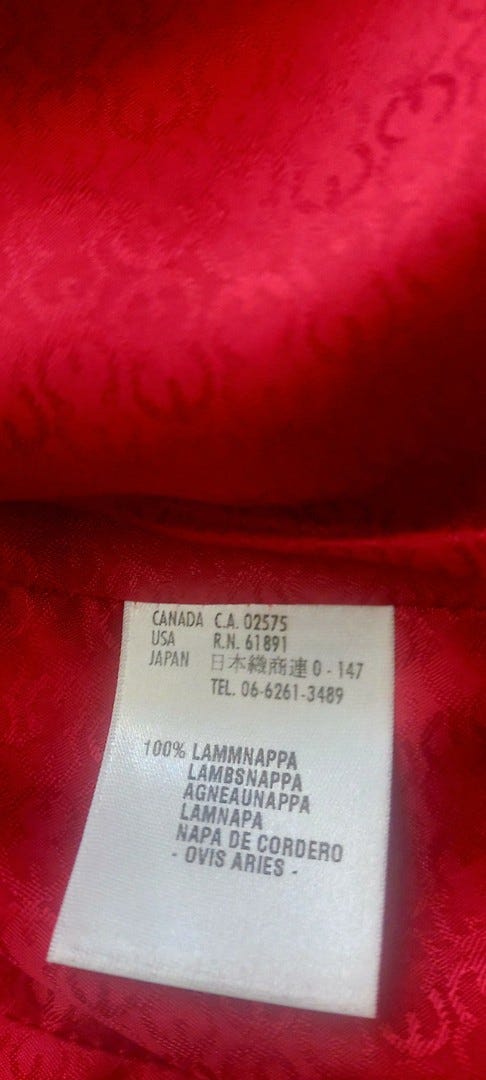 CANADA C.A. 02575
USA R.N. 61891
JAPAN 日本織商連 0 - 147
TEL. 06-6261-3489
100% LAMMNAPPA
LAMBSNAPPA
AGNEAUNAPPA
LAMNAPA
NAPA DE CORDERO
- OVIS ARIES -